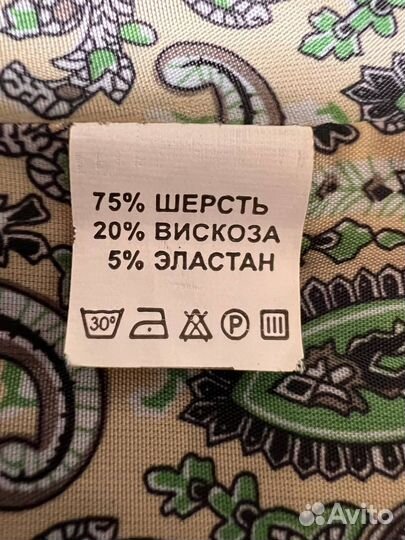 75% ШЕРСТЬ
20% ВИСКОЗА
5% ЭЛАСТАН
30°
P
Avito